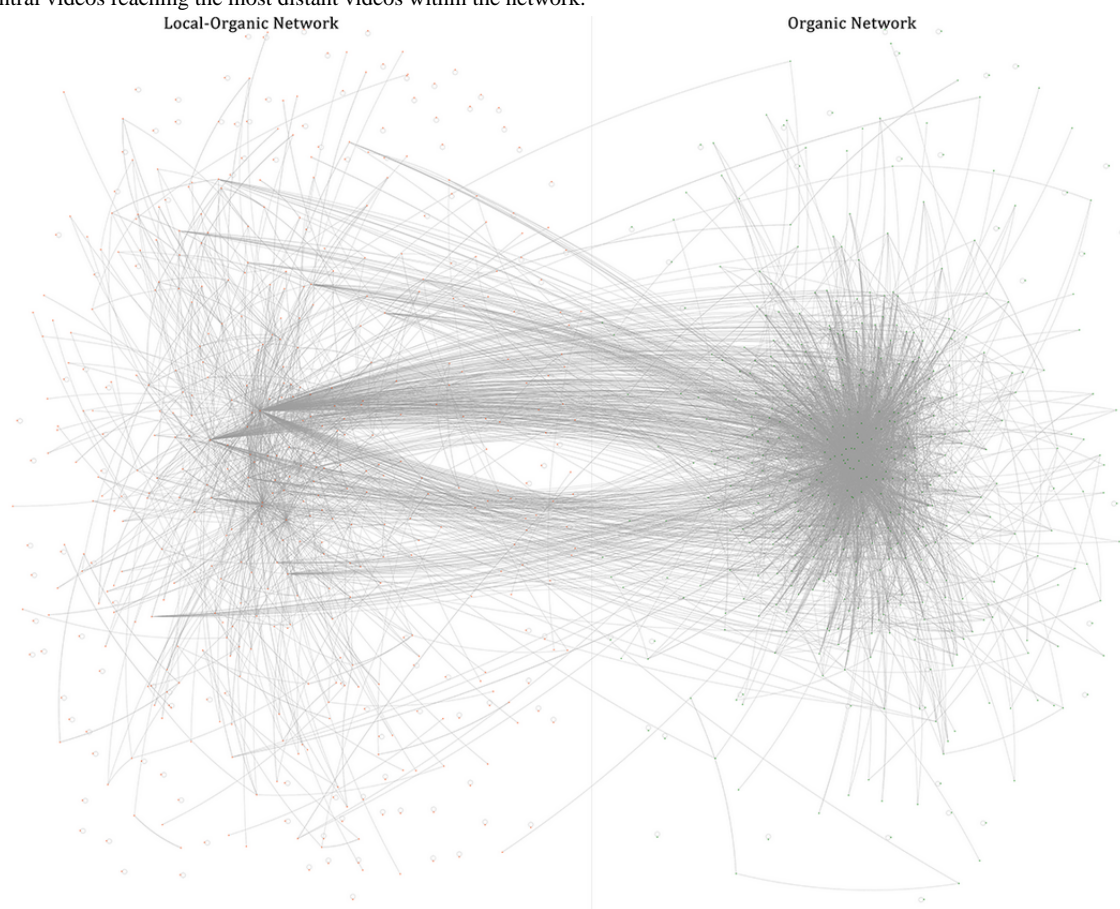 ntral videos reaching the most distant videos within the network.
Local-Organic Network
Organic Network